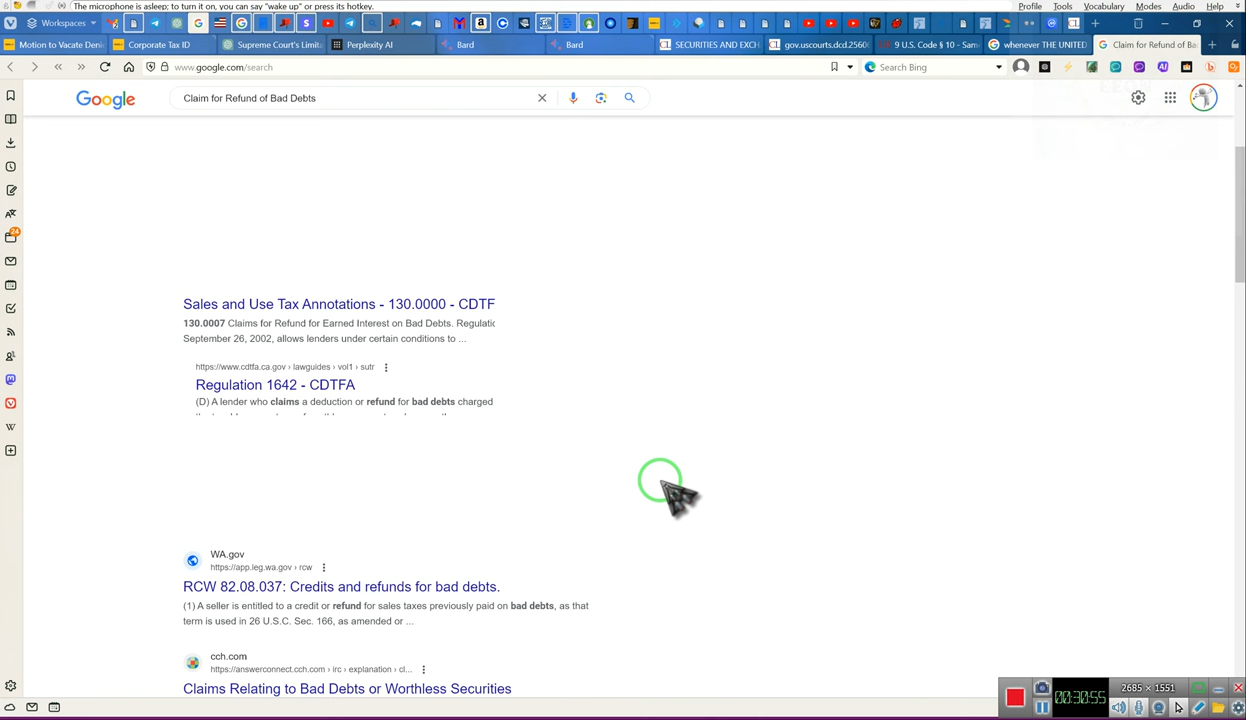 The microphone is asleep; to turn it on, you can say "wake up" or press its hotkey.
Profile Tools Vocabulary Modes Audio Help
Workspaces
Motion to Vacate Deni
Corporate Tax ID
Supreme Court's Limita
Perplexity AI
Bard
Bard
SECURITIES AND EXCH
gov.uscourts.dcd.2560
9 U.S. Code § 10 - Sam
whenever THE UNITED
Claim for Refund of Ba
www.google.com/search
Search Bing
Google
Claim for Refund of Bad Debts
24
Sales and Use Tax Annotations - 130.0000 - CDTF
130.0007 Claims for Refund for Earned Interest on Bad Debts. Regulatio
September 26, 2002, allows lenders under certain conditions to ...
https://www.cdtfa.ca.gov › lawguides › vol1 › sutr
Regulation 1642 - CDTFA
(D) A lender who claims a deduction or refund for bad debts charged
WA.gov
https://app.leg.wa.gov › rcw
RCW 82.08.037: Credits and refunds for bad debts.
(1) A seller is entitled to a credit or refund for sales taxes previously paid on bad debts, as that
term is used in 26 U.S.C. Sec. 166, as amended or ...
cch.com
https://answerconnect.cch.com › irc › explanation › cl...
Claims Relating to Bad Debts or Worthless Securities
00:30:55
2685 × 1551